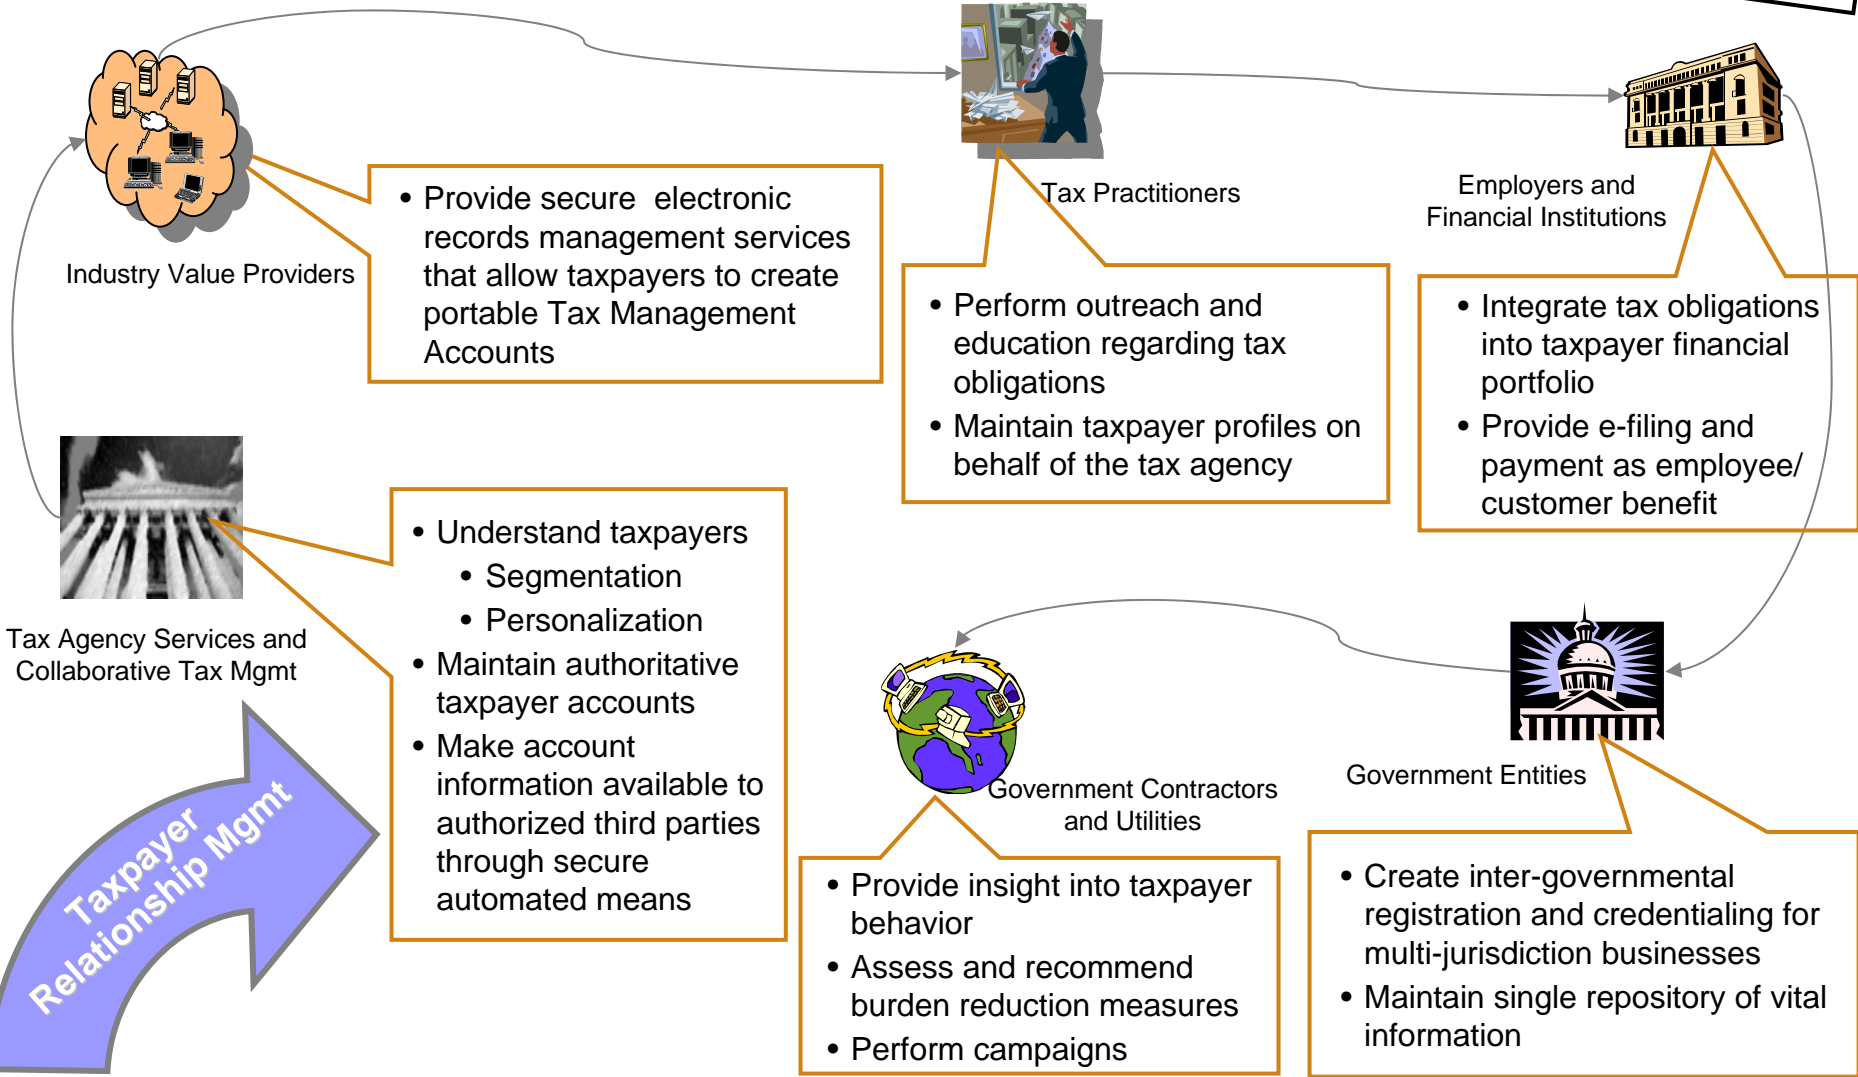 Industry Value Providers
• Provide secure  electronic
records management services
that allow taxpayers to create
portable Tax Management
Accounts
Tax Practitioners
• Perform outreach and
education regarding tax
obligations
• Maintain taxpayer profiles on
behalf of the tax agency
Employers and
Financial Institutions
• Integrate tax obligations
into taxpayer financial
portfolio
• Provide e-filing and
payment as employee/
customer benefit
Tax Agency Services and
Collaborative Tax Mgmt
• Understand taxpayers
• Segmentation
• Personalization
• Maintain authoritative
taxpayer accounts
• Make account
information available to
authorized third parties
through secure
automated means
Taxpayer
Relationship Mgmt
Government Contractors
and Utilities
• Provide insight into taxpayer
behavior
• Assess and recommend
burden reduction measures
• Perform campaigns
Government Entities
• Create inter-governmental
registration and credentialing for
multi-jurisdiction businesses
• Maintain single repository of vital
information